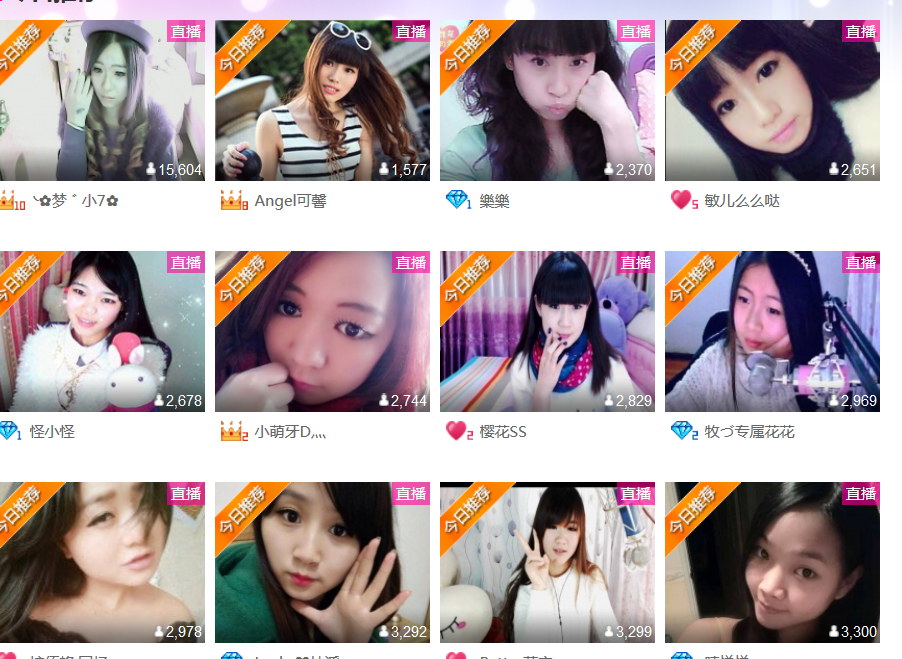 今日推荐 直播 15,604
今日推荐 直播 1,577
今日推荐 直播 2,370
今日推荐 直播 2,651
10 丶✿梦゛小7✿
8 Angel可馨
1 樂樂
5 敏儿么么哒
今日推荐 直播 2,678
今日推荐 直播 2,744
今日推荐 直播 2,829
今日推荐 直播 2,969
1 怪小怪
2 小萌牙D灬
2 樱花SS
2 牧づ专属花花
今日推荐 直播 2,978
今日推荐 直播 3,292
今日推荐 直播 3,299
今日推荐 直播 3,300